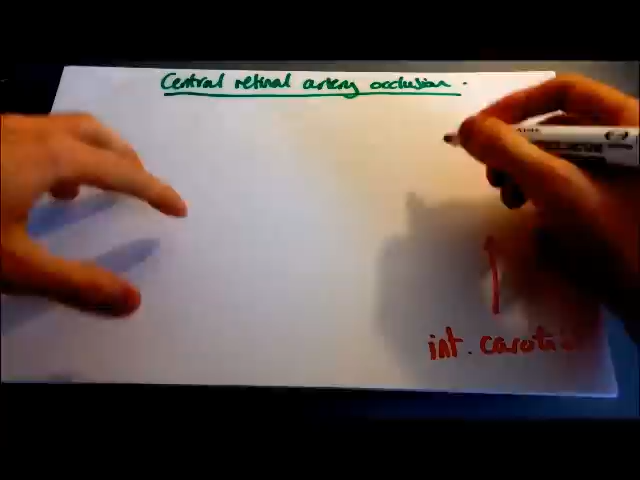 Central retinal artery occlusion.
int. carotid